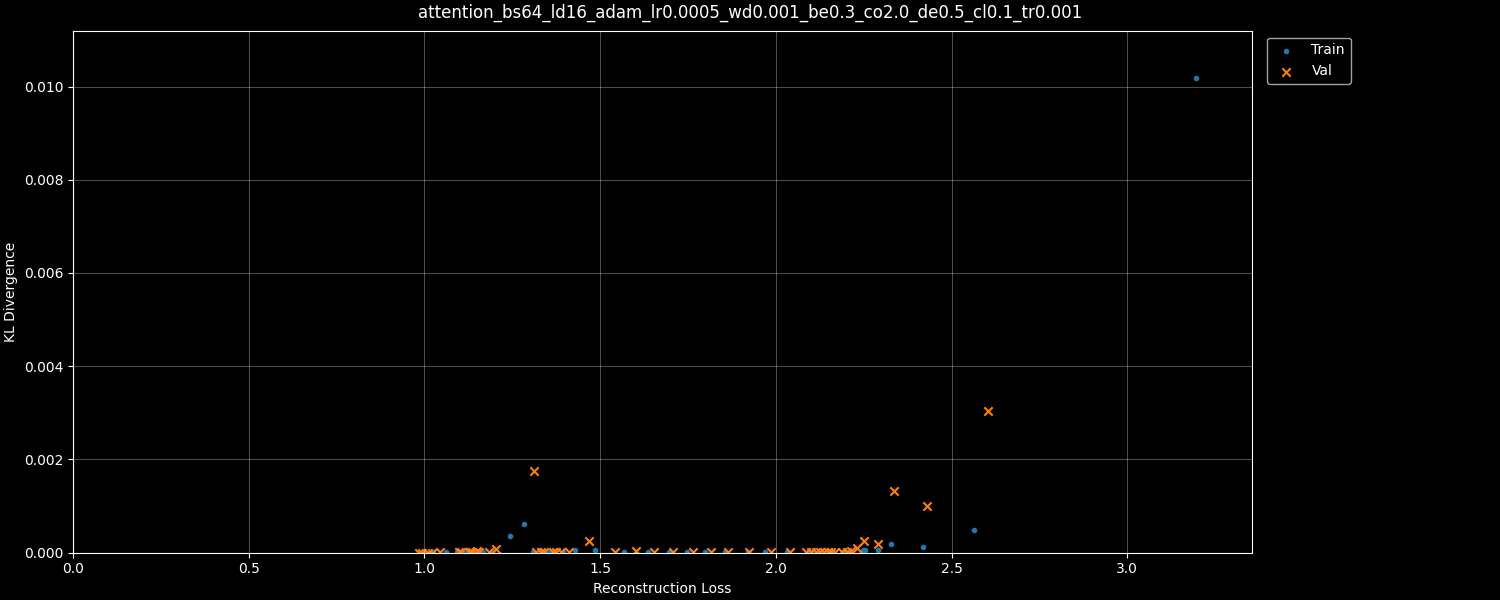 attention_bs64_ld16_adam_lr0.0005_wd0.001_be0.3_co2.0_de0.5_cl0.1_tr0.001
Train
Val
0.010
0.008
0.006
0.004
0.002
0.000
KL Divergence
0.0 0.5 1.0 1.5 2.0 2.5 3.0
Reconstruction Loss